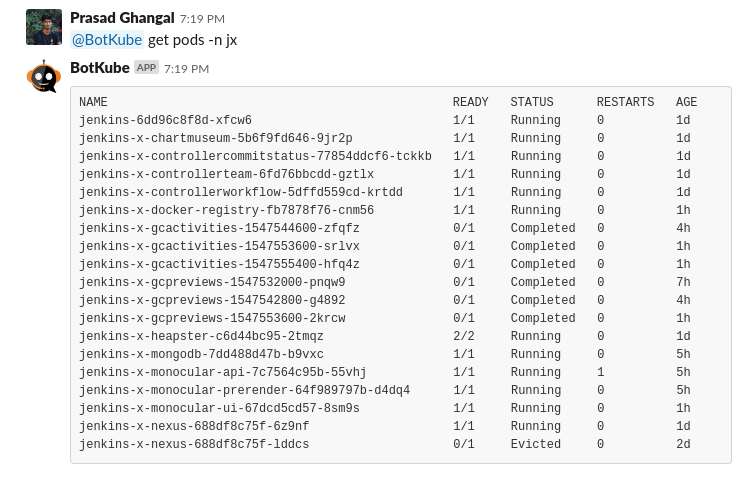 Prasad Ghangal 7:19 PM
@BotKube get pods -n jx
BotKube APP 7:19 PM
NAME READY STATUS RESTARTS AGE
jenkins-6dd96c8f8d-xfcw6 1/1 Running 0 1d
jenkins-x-chartmuseum-5b6f9fd646-9jr2p 1/1 Running 0 1d
jenkins-x-controllercommitstatus-77854ddcf6-tckkb 1/1 Running 0 1d
jenkins-x-controllerteam-6fd76bbcdd-gztlx 1/1 Running 0 1d
jenkins-x-controllerworkflow-5dffd559cd-krtdd 1/1 Running 0 1d
jenkins-x-docker-registry-fb7878f76-cnm56 1/1 Running 0 1h
jenkins-x-gcactivities-1547544600-zfqfz 0/1 Completed 0 4h
jenkins-x-gcactivities-1547553600-srlvx 0/1 Completed 0 1h
jenkins-x-gcactivities-1547555400-hfq4z 0/1 Completed 0 1h
jenkins-x-gcpreviews-1547532000-pnqw9 0/1 Completed 0 7h
jenkins-x-gcpreviews-1547542800-g4892 0/1 Completed 0 4h
jenkins-x-gcpreviews-1547553600-2krcw 0/1 Completed 0 1h
jenkins-x-heapster-c6d44bc95-2tmqz 2/2 Running 0 1d
jenkins-x-mongodb-7dd488d47b-b9vxc 1/1 Running 0 5h
jenkins-x-monocular-api-7c7564c95b-55vhj 1/1 Running 1 5h
jenkins-x-monocular-prerender-64f989797b-d4dq4 1/1 Running 0 5h
jenkins-x-monocular-ui-67dcd5cd57-8sm9s 1/1 Running 0 1h
jenkins-x-nexus-688df8c75f-6z9nf 1/1 Running 0 1d
jenkins-x-nexus-688df8c75f-lddcs 0/1 Evicted 0 2d